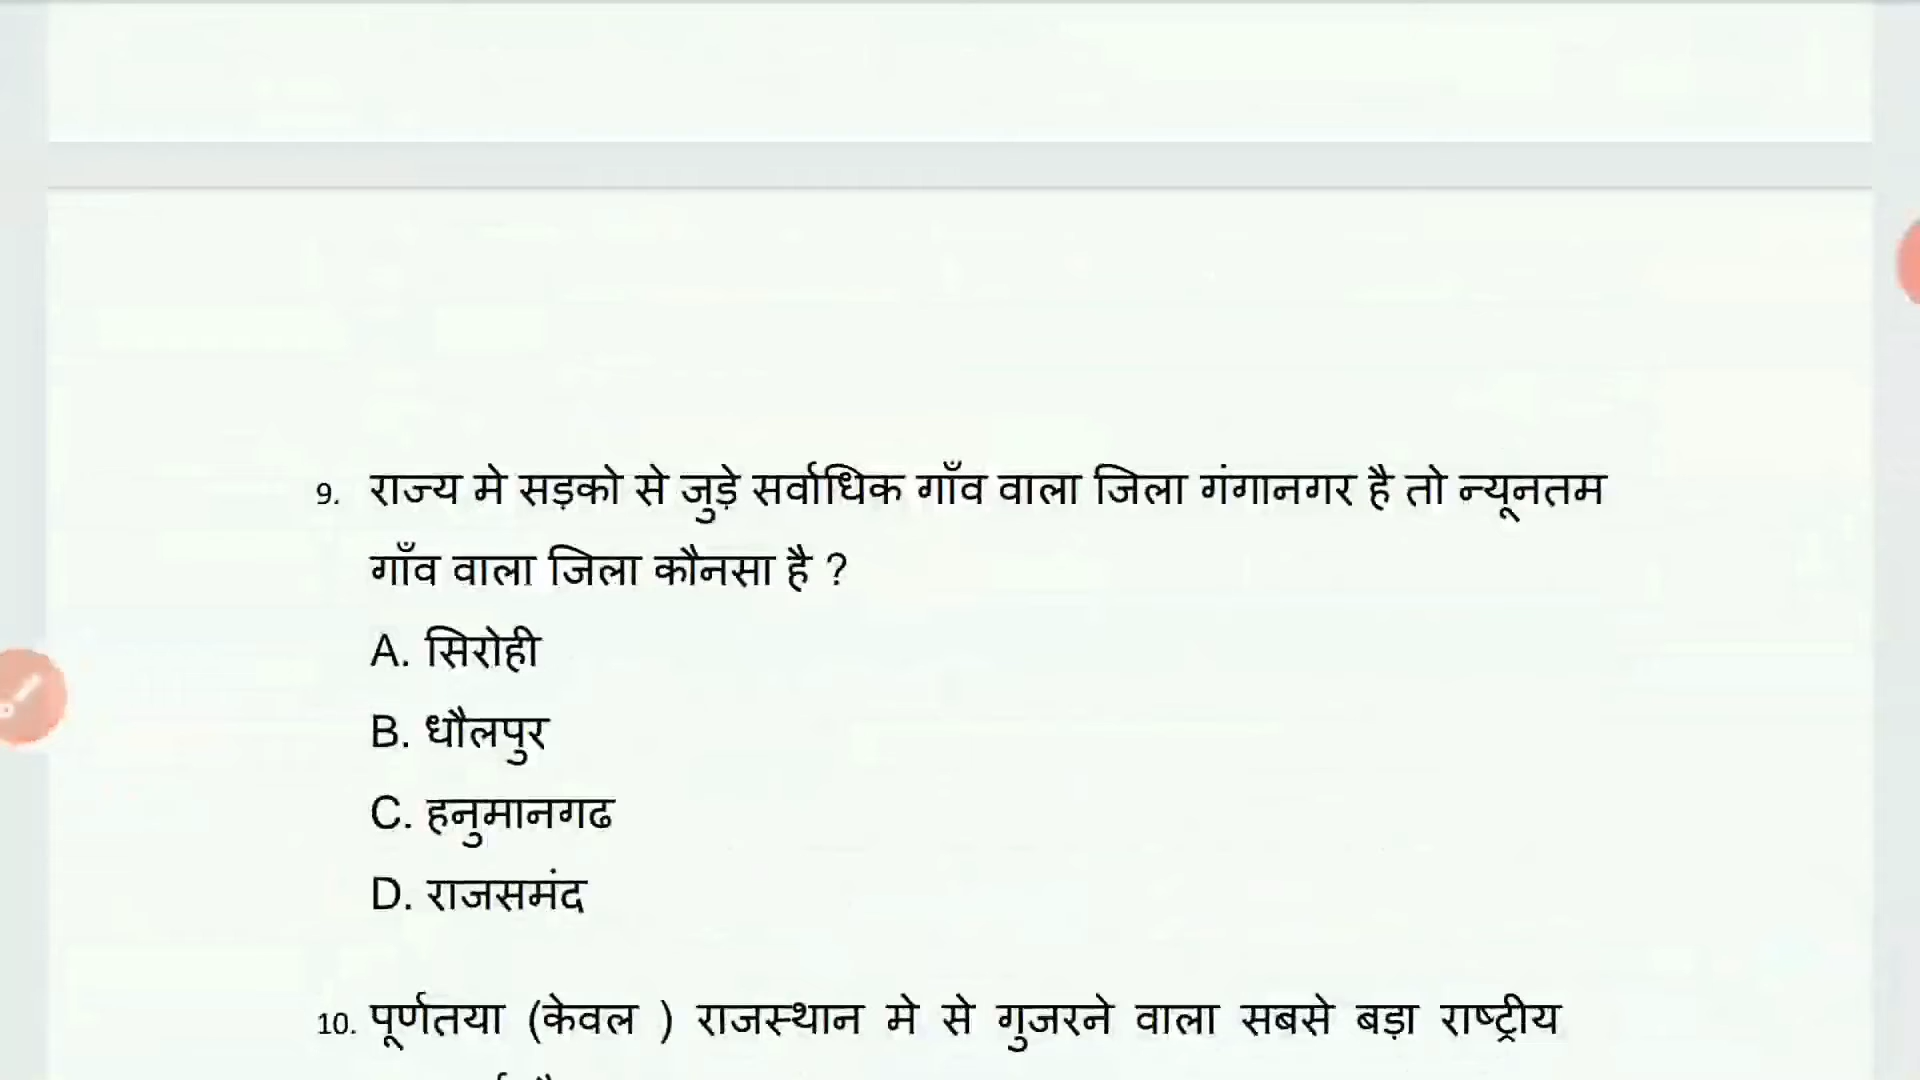 9. राज्य मे सड़को से जुड़े सर्वाधिक गाँव वाला जिला गंगानगर है तो न्यूनतम
गाँव वाला जिला कौनसा है ?
A. सिरोही
B. धौलपुर
C. हनुमानगढ
D. राजसमंद
10. पूर्णतया (केवल ) राजस्थान मे से गुजरने वाला सबसे बड़ा राष्ट्रीय